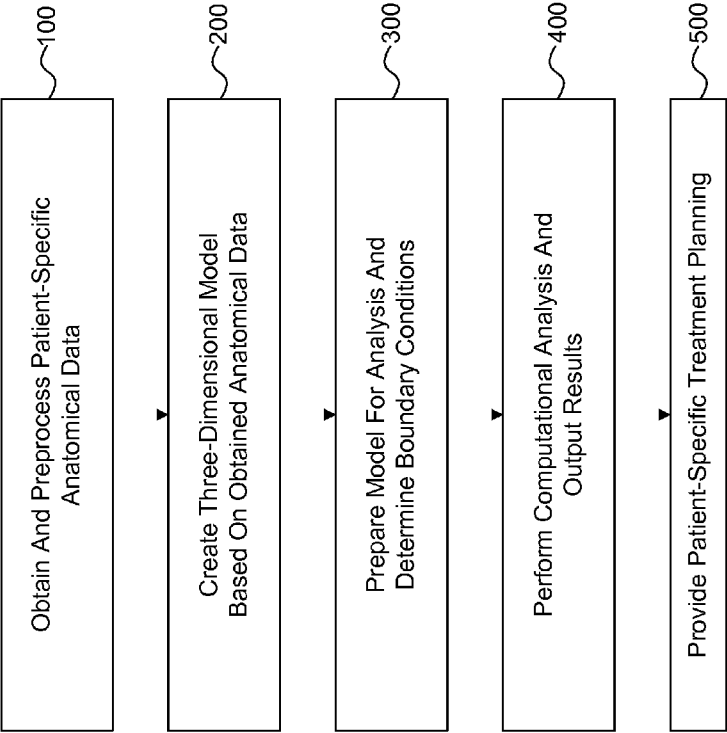 100
Obtain And Preprocess Patient-Specific
Anatomical Data
200
Create Three-Dimensional Model
Based On Obtained Anatomical Data
300
Prepare Model For Analysis And
Determine Boundary Conditions
400
Perform Computational Analysis And
Output Results
500
Provide Patient-Specific Treatment Planning